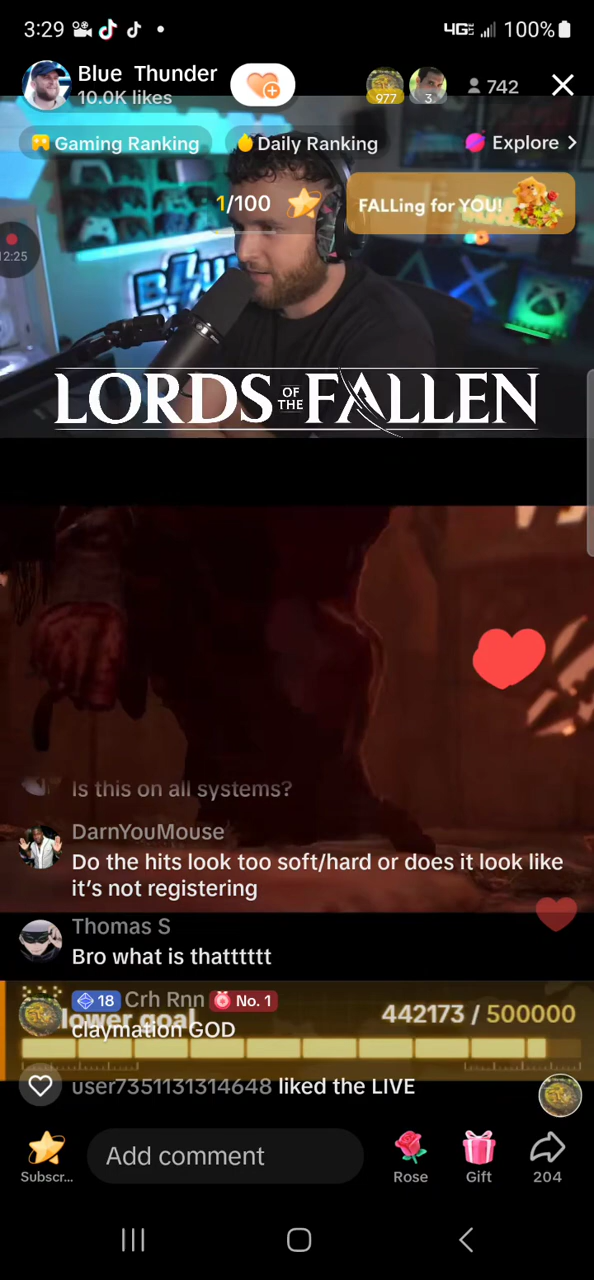 3:29
4GE 100%
Blue Thunder
10.0K likes
977
3
742
Gaming Ranking
Daily Ranking
Explore >
1/100
FALLing for YOU!
12:25
LORDS OF THE FALLEN
Is this on all systems?
DarnYouMouse
Do the hits look too soft/hard or does it look like
it's not registering
Thomas S
Bro what is thatttttt
18 Crh Rnn No. 1
lower goal
442173 / 500000
claymation GOD
user7351131314648 liked the LIVE
Subscr...
Add comment
Rose
Gift
204